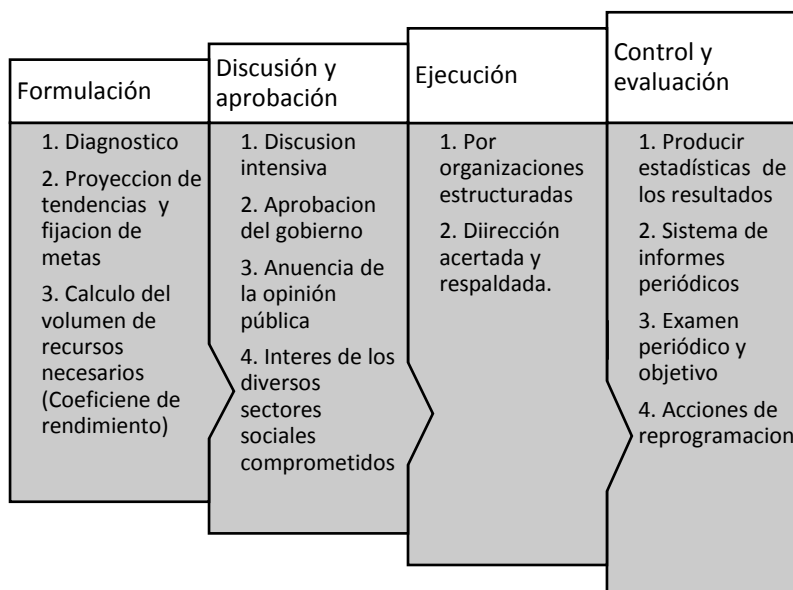 Formulación
1. Diagnostico
2. Proyeccion de
tendencias y
fijacion de
metas
3. Calculo del
volumen de
recursos
necesarios
(Coeficiene de
rendimiento)
Discusión y
aprobación
1. Discusion
intensiva
2. Aprobacion
del gobierno
3. Anuencia de
la opinión
pública
4. Interes de los
diversos
sectores
sociales
comprometidos
Ejecución
1. Por
organizaciones
estructuradas
2. Diirección
acertada y
respaldada.
Control y
evaluación
1. Producir
estadísticas de
los resultados
2. Sistema de
informes
periódicos
3. Examen
periódico y
objetivo
4. Acciones de
reprogramacion